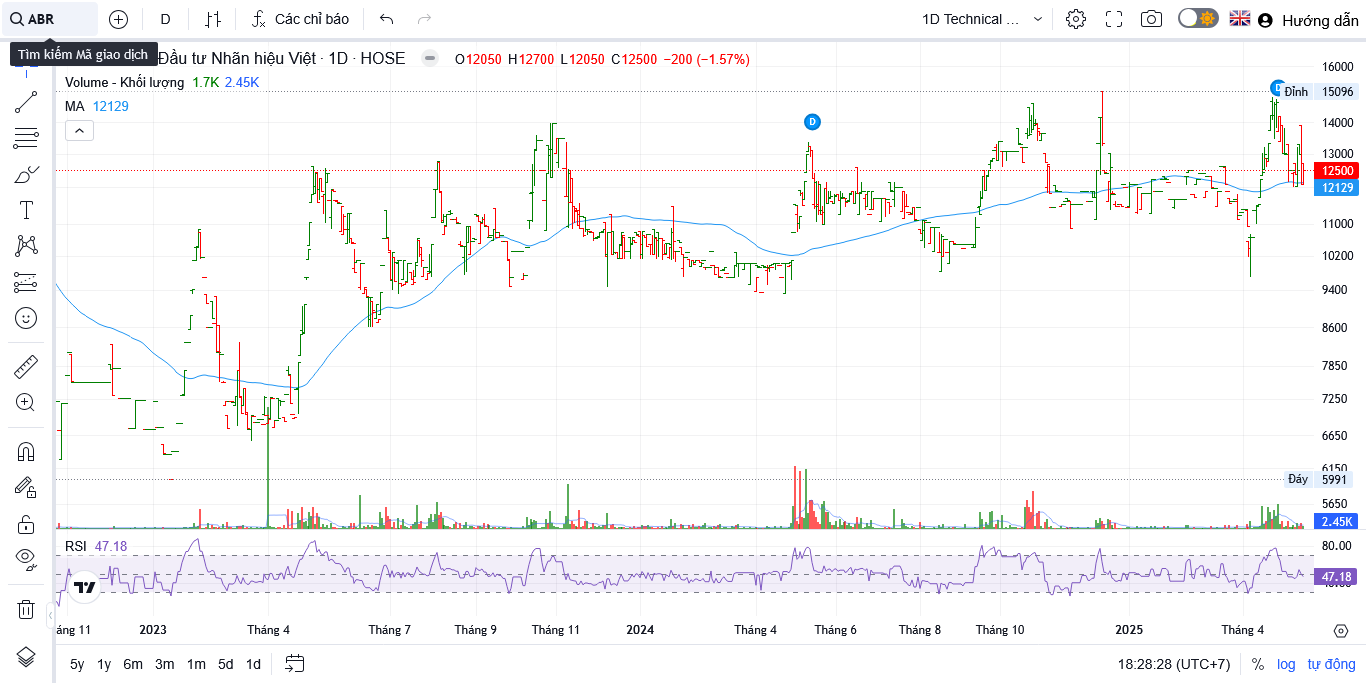 ABR D Các chỉ báo 1D Technical ... Hướng dẫn
Tìm kiếm Mã giao dịch
Đầu tư Nhãn hiệu Việt · 1D · HOSE O12050 H12700 L12050 C12500 −200 (−1.57%)
Volume - Khối lượng 1.7K 2.45K
MA 12129
D
D
16000
Đỉnh 15096
14000
13000
12500
12129
11000
10200
9400
8600
7850
7250
6650
6150
Đáy 5991
5650
2.45K
RSI 47.18
80.00
47.18
áng 11 2023 Tháng 4 Tháng 7 Tháng 9 Tháng 11 2024 Tháng 4 Tháng 6 Tháng 8 Tháng 10 2025 Tháng 4
5y 1y 6m 3m 1m 5d 1d 18:28:28 (UTC+7) % log tự động